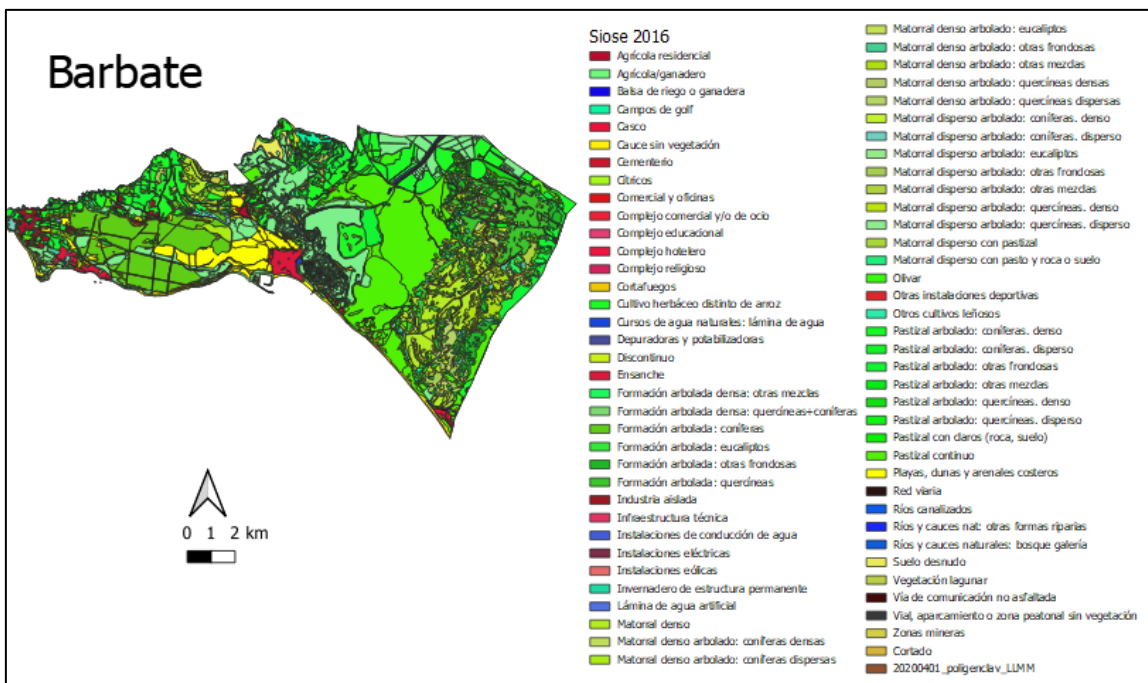 Barbate
0 1 2 km
Siose 2016
Agrícola residencial
Agrícola/ganadero
Balsa de riego o ganadera
Campos de golf
Casco
Cauce sin vegetación
Cementerio
Cítricos
Comercial y oficinas
Complejo comercial y/o de ocio
Complejo educacional
Complejo hotelero
Complejo religioso
Cortafuegos
Cultivo herbáceo distinto de arroz
Cursos de agua naturales: lámina de agua
Depuradoras y potabilizadoras
Discontinuo
Ensanche
Formación arbolada densa: otras mezclas
Formación arbolada densa: quercíneas+coníferas
Formación arbolada: coníferas
Formación arbolada: eucaliptos
Formación arbolada: otras frondosas
Formación arbolada: quercíneas
Industria aislada
Infraestructura técnica
Instalaciones de conducción de agua
Instalaciones eléctricas
Instalaciones eólicas
Invernadero de estructura permanente
Lámina de agua artificial
Matorral denso
Matorral denso arbolado: coníferas densas
Matorral denso arbolado: coníferas dispersas
Matorral denso arbolado: eucaliptos
Matorral denso arbolado: otras frondosas
Matorral denso arbolado: otras mezclas
Matorral denso arbolado: quercíneas densas
Matorral denso arbolado: quercíneas dispersas
Matorral disperso arbolado: coníferas. denso
Matorral disperso arbolado: coníferas. disperso
Matorral disperso arbolado: eucaliptos
Matorral disperso arbolado: otras frondosas
Matorral disperso arbolado: otras mezclas
Matorral disperso arbolado: quercíneas. denso
Matorral disperso arbolado: quercíneas. disperso
Matorral disperso con pastizal
Matorral disperso con pasto y roca o suelo
Olivar
Otras instalaciones deportivas
Otros cultivos leñosos
Pastizal arbolado: coníferas. denso
Pastizal arbolado: coníferas. disperso
Pastizal arbolado: otras frondosas
Pastizal arbolado: otras mezclas
Pastizal arbolado: quercíneas. denso
Pastizal arbolado: quercíneas. disperso
Pastizal con claros (roca, suelo)
Pastizal continuo
Playas, dunas y arenales costeros
Red viaria
Ríos canalizados
Ríos y cauces nat: otras formas riparias
Ríos y cauces naturales: bosque galería
Suelo desnudo
Vegetación lagunar
Vía de comunicación no asfaltada
Vial, aparcamiento o zona peatonal sin vegetación
Zonas mineras
Cortado
20200401_poligenclav_LLMM